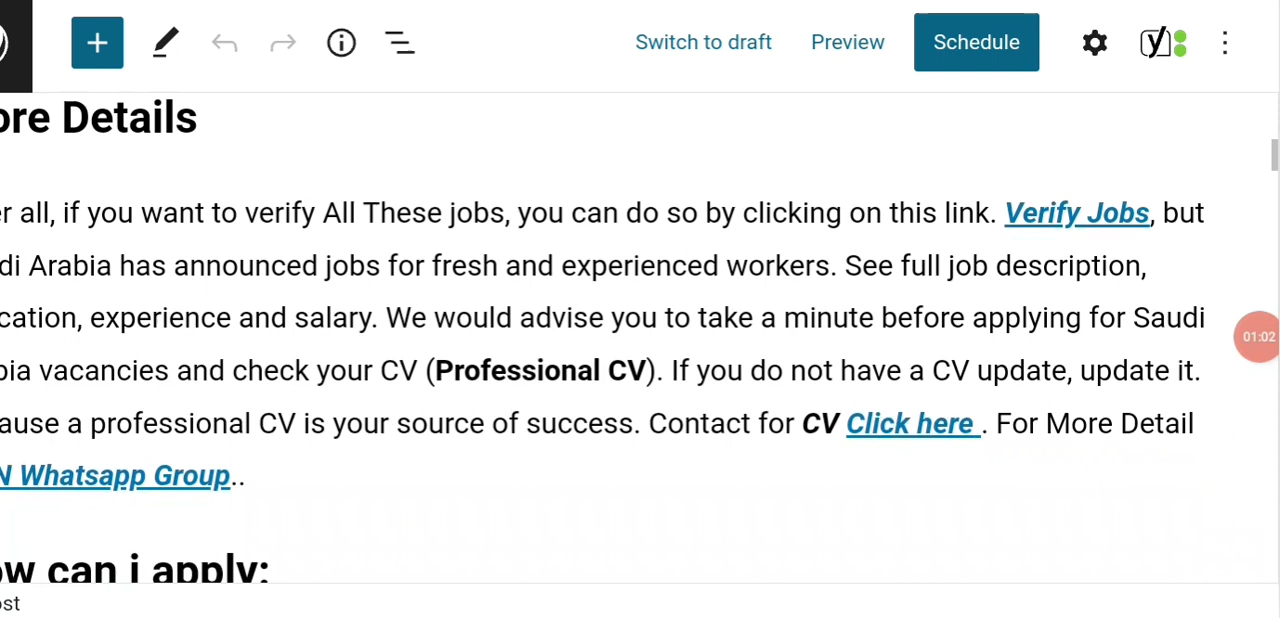 Switch to draft Preview Schedule
ore Details
er all, if you want to verify All These jobs, you can do so by clicking on this link. Verify Jobs, but
di Arabia has announced jobs for fresh and experienced workers. See full job description,
cation, experience and salary. We would advise you to take a minute before applying for Saudi
bia vacancies and check your CV (Professional CV). If you do not have a CV update, update it.
ause a professional CV is your source of success. Contact for CV Click here . For More Detail
N Whatsapp Group..
ow can i apply:
ost
01:02